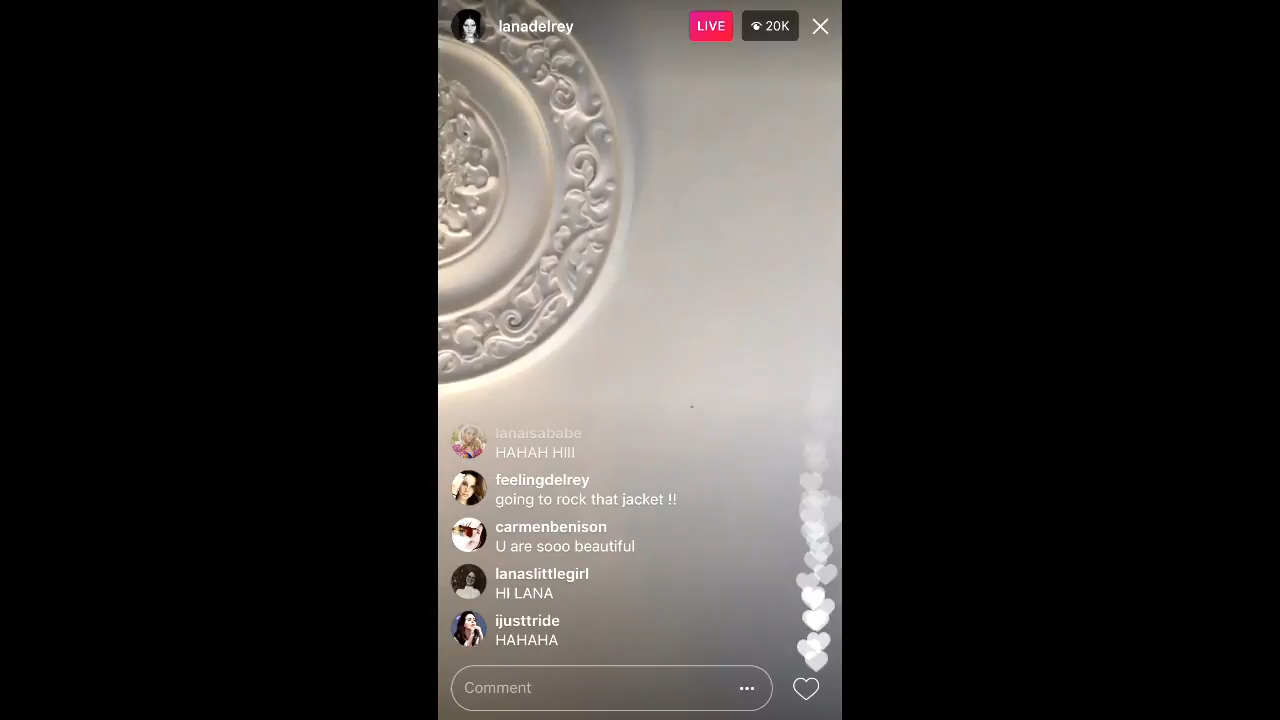 lanadelrey
LIVE
20K
lanaisababe
HAHAH HIII
feelingdelrey
going to rock that jacket !!
carmenbenison
U are sooo beautiful
lanaslittlegirl
HI LANA
ijusttride
HAHAHA
Comment